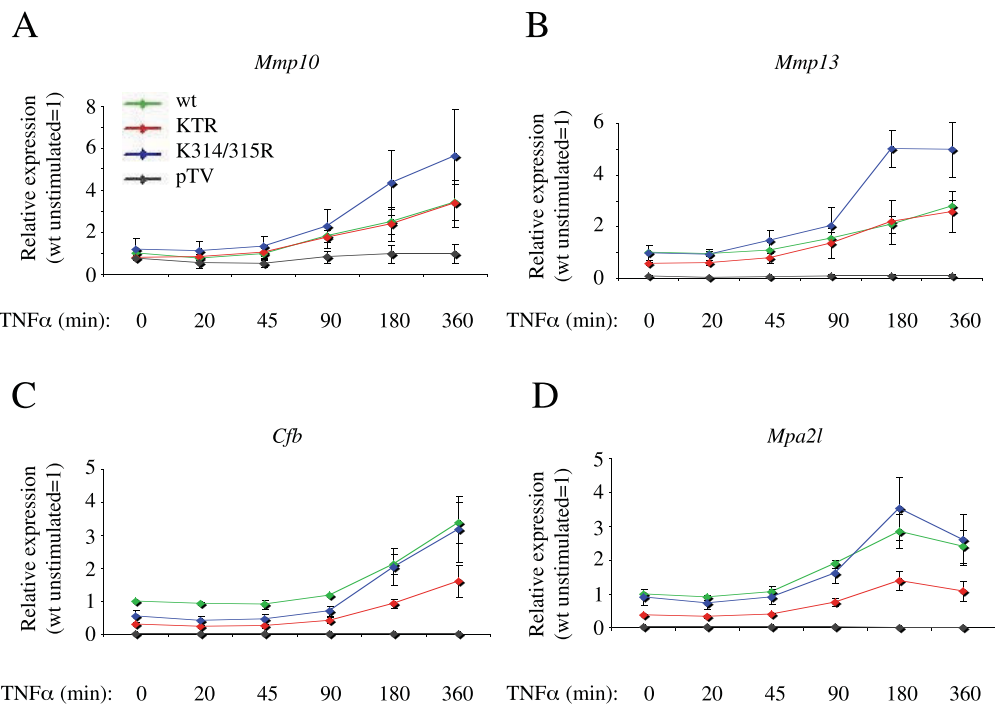 A
Mmp10
Relative expression
(wt unstimulated=1)
8
6
4
2
0
wt
KTR
K314/315R
pTV
TNFα (min): 0 20 45 90 180 360
B
Mmp13
Relative expression
(wt unstimulated=1)
6
4
2
0
TNFα (min): 0 20 45 90 180 360
C
Cfb
Relative expression
(wt unstimulated=1)
5
4
3
2
1
0
TNFα (min): 0 20 45 90 180 360
D
Mpa2l
Relative expression
(wt unstimulated=1)
5
4
3
2
1
0
TNFα (min): 0 20 45 90 180 360